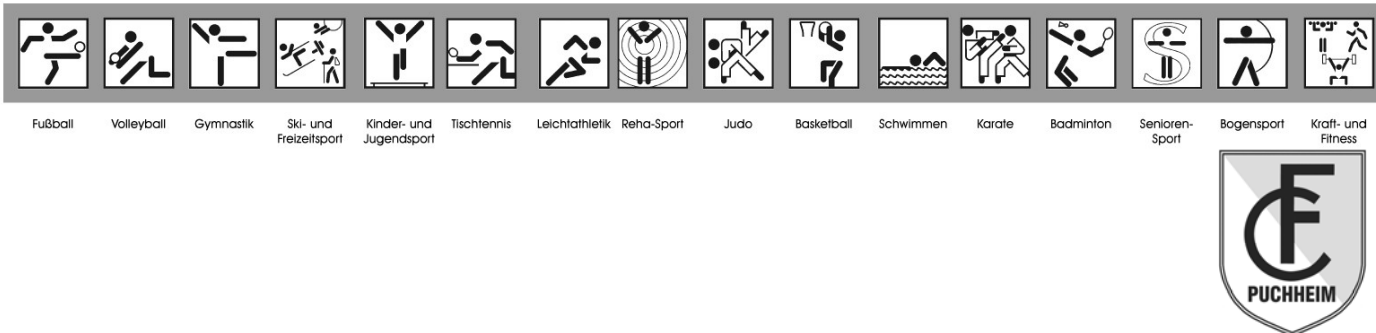 Fußball
Volleyball
Gymnastik
Ski- und
Freizeitsport
Kinder- und
Jugendsport
Tischtennis
Leichtathletik
Reha-Sport
Judo
Basketball
Schwimmen
Karate
Badminton
Senioren-
Sport
Bogensport
Kraft- und
Fitness
S
FC
PUCHHEIM